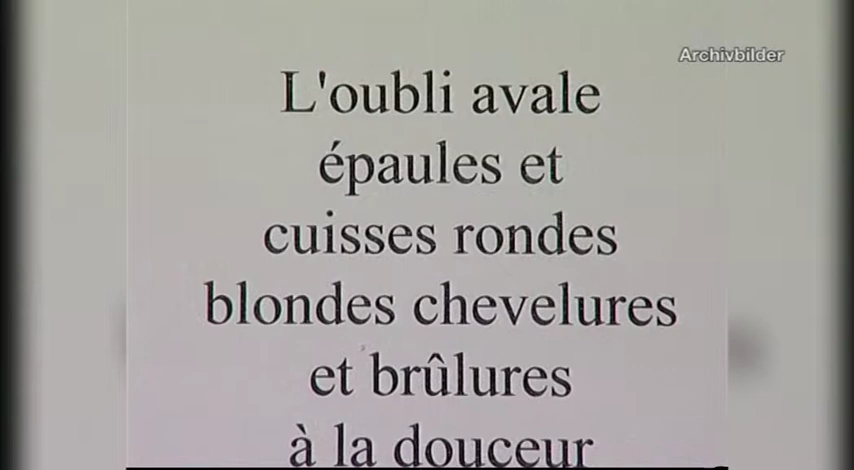 Archivbilder
L'oubli avale
épaules et
cuisses rondes
blondes chevelures
et brûlures
à la douceur